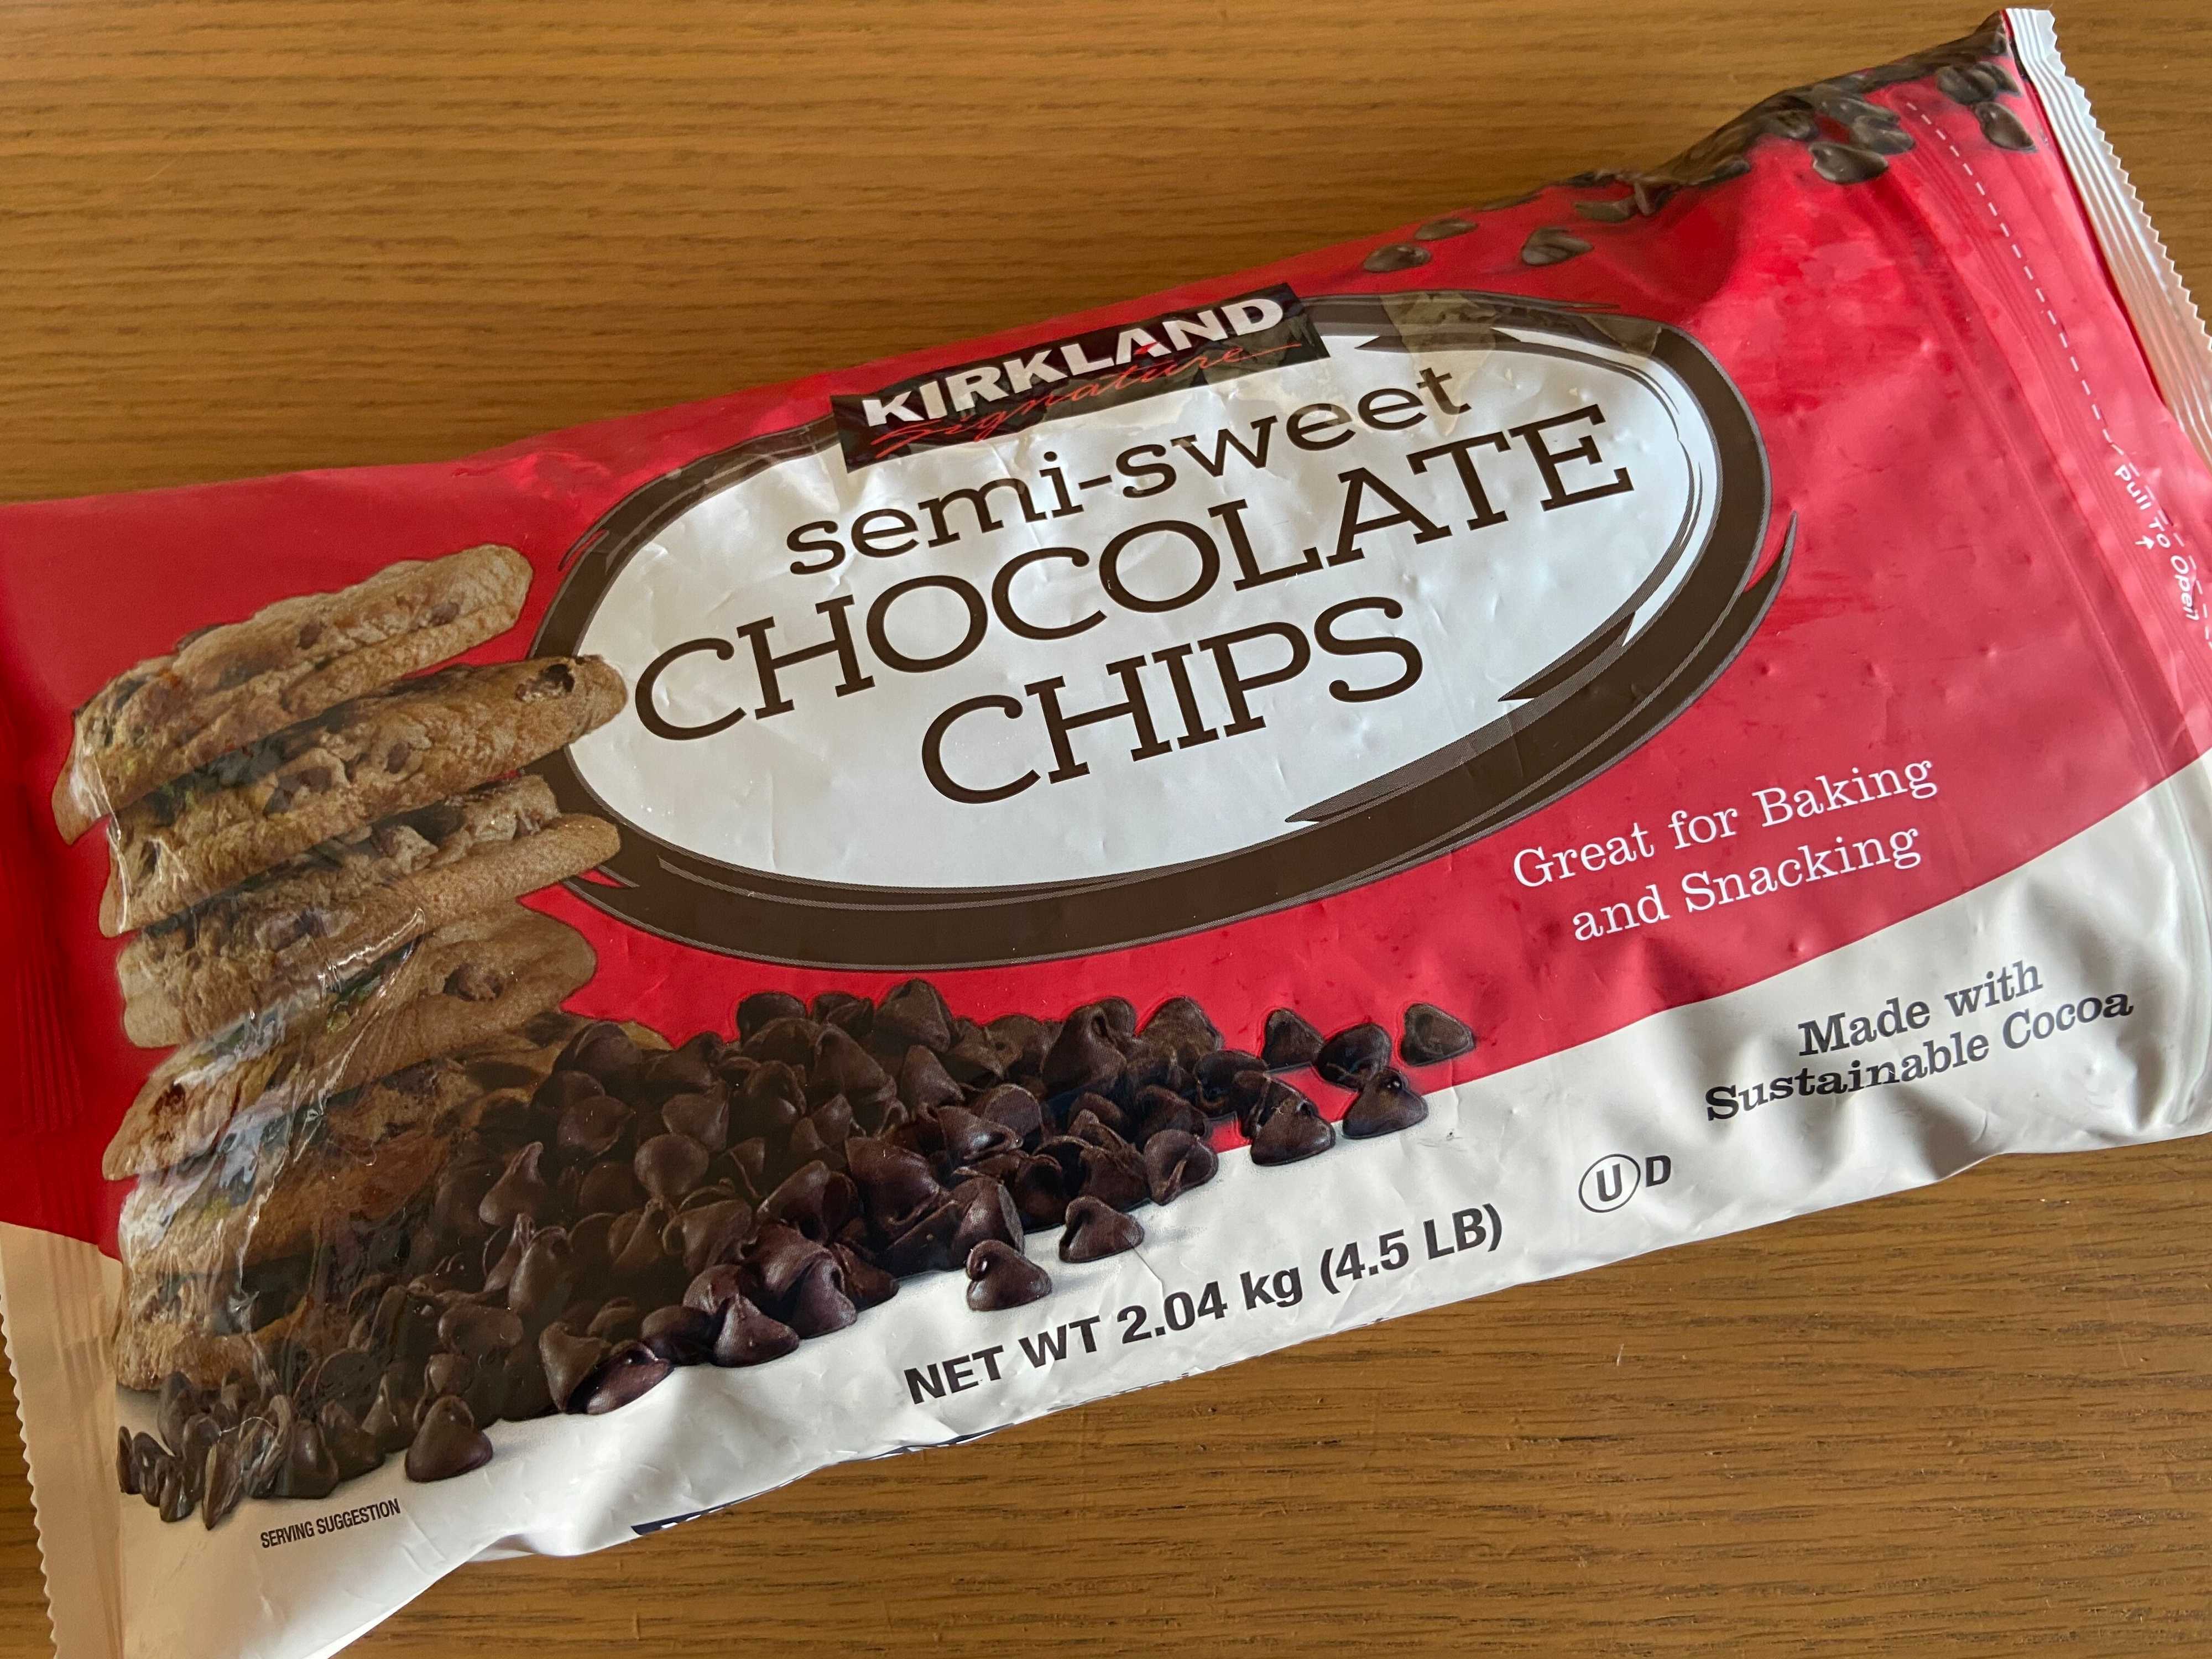 KIRKLAND
Signature
semi-sweet
CHOCOLATE
CHIPS
Great for Baking
and Snacking
Made with
Sustainable Cocoa
U D
NET WT 2.04 kg (4.5 LB)
SERVING SUGGESTION
Pull To Open